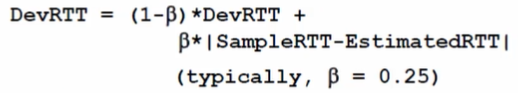 DevRTT = (1-β)*DevRTT +
β*|SampleRTT-EstimatedRTT|
(typically, β = 0.25)